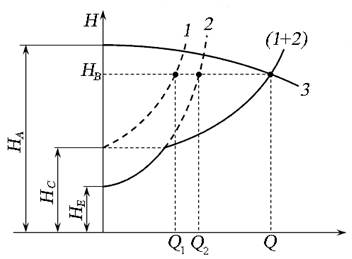 H 1 2 (1+2)
H_B
3
H_A
H_C
H_E
Q_1 Q_2 Q